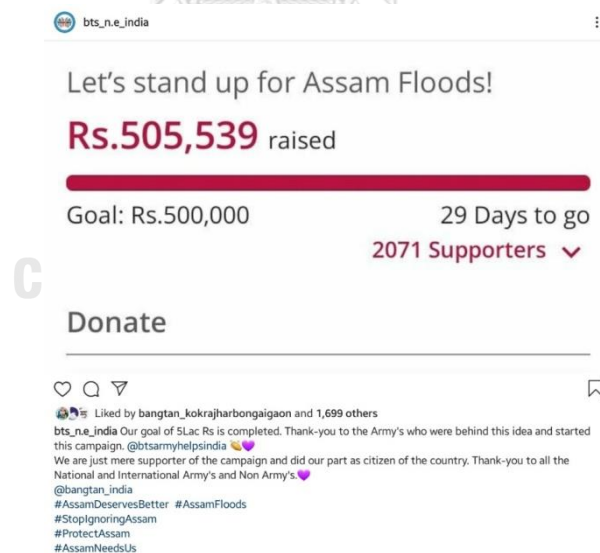 bts_n.e_india
Let's stand up for Assam Floods!
Rs.505,539 raised
Goal: Rs.500,000 29 Days to go
2071 Supporters
Donate
Liked by bangtan_kokrajharbongaigaon and 1,699 others
bts_n.e_india Our goal of 5Lac Rs is completed. Thank-you to the Army's who were behind this idea and started
this campaign. @btsarmyhelpsindia 👏💜
We are just mere supporter of the campaign and did our part as citizen of the country. Thank-you to all the
National and International Army's and Non Army's.💜
@bangtan_india
#AssamDeservesBetter #AssamFloods
#StopIgnoringAssam
#ProtectAssam
#AssamNeedsUs